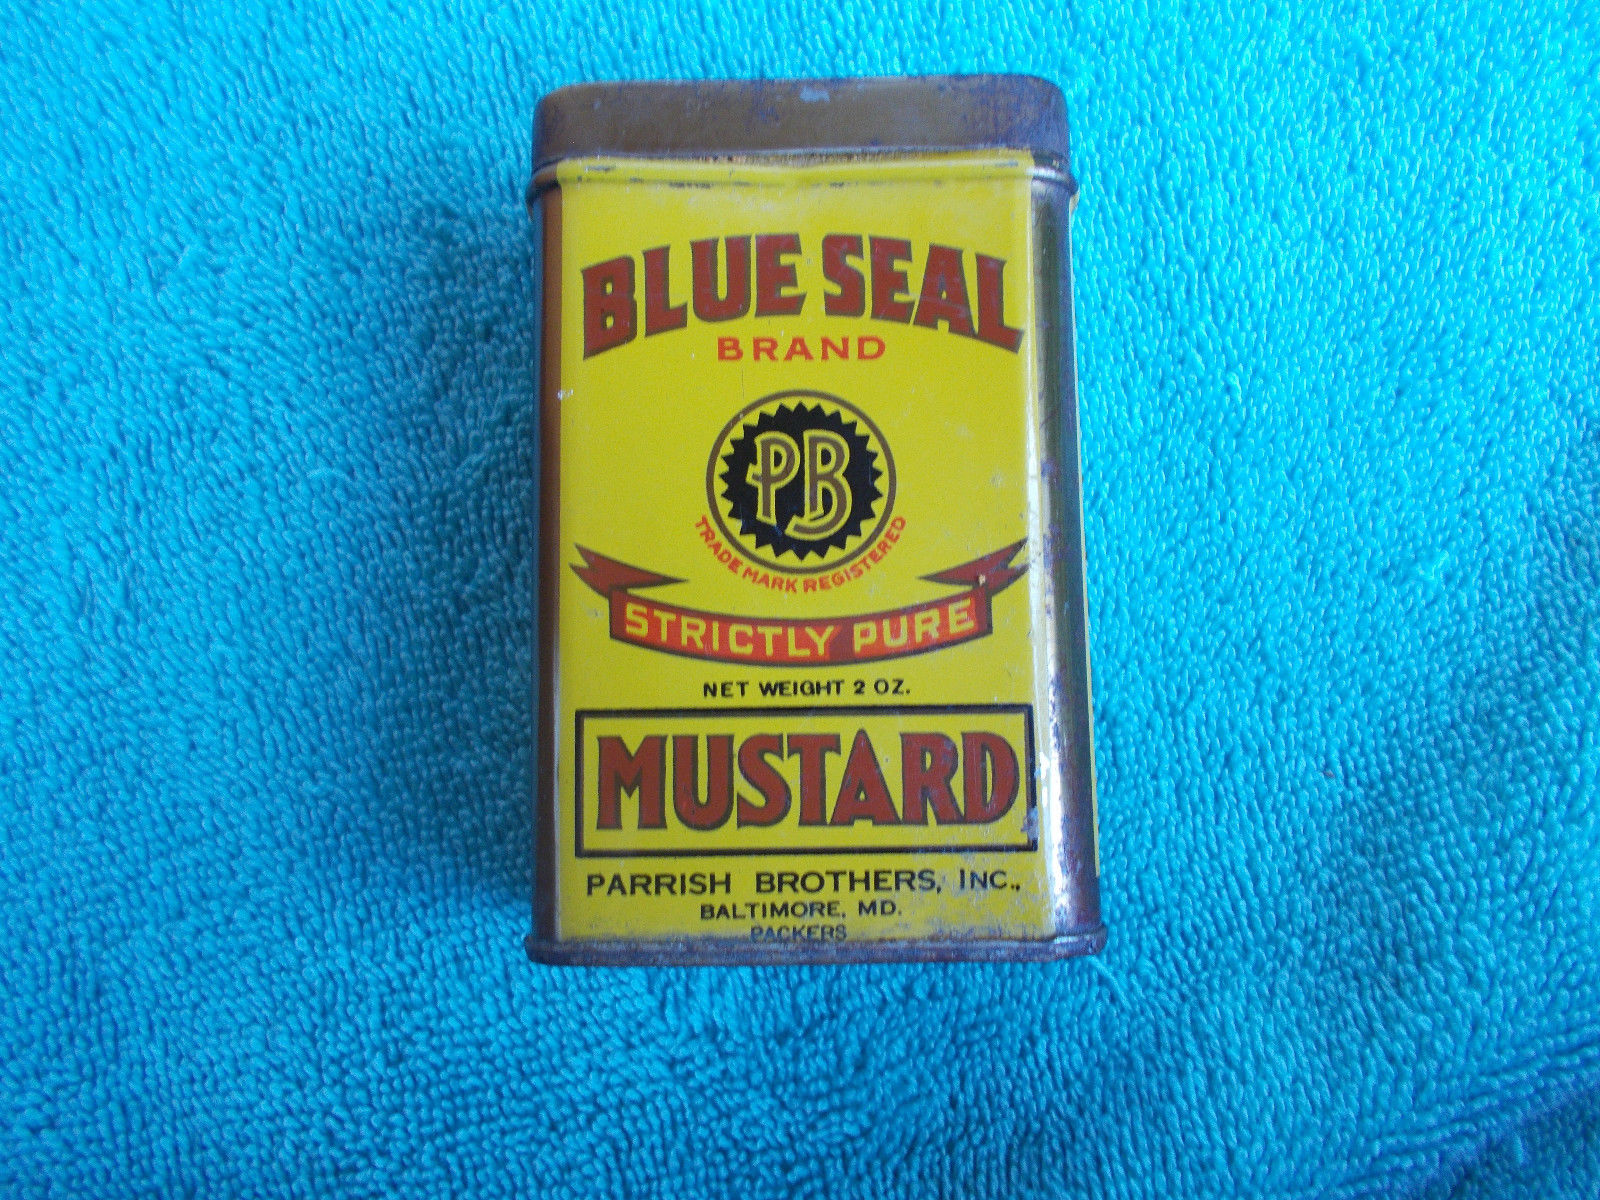 BLUE SEAL
BRAND
PB
TRADE MARK REGISTERED
STRICTLY PURE
NET WEIGHT 2 OZ.
MUSTARD
PARRISH BROTHERS, INC.,
BALTIMORE, MD.
PACKERS